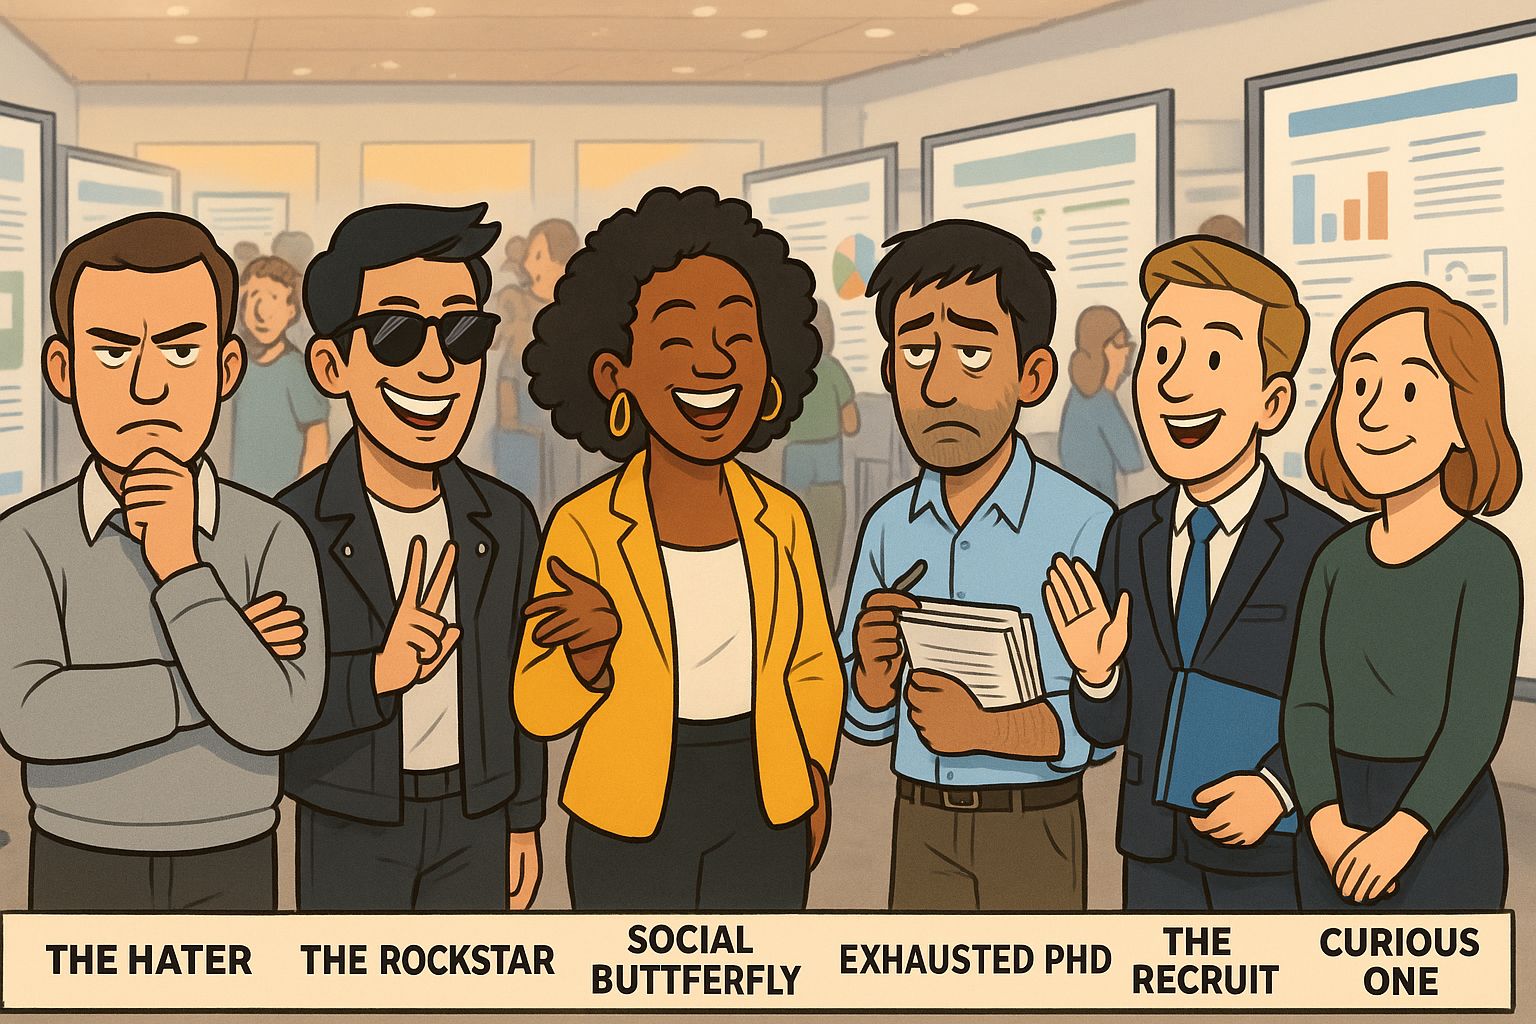 THE HATER
THE ROCKSTAR
SOCIAL
BUTTFERFLY
EXHAUSTED PHD
THE
RECRUIT
CURIOUS
ONE